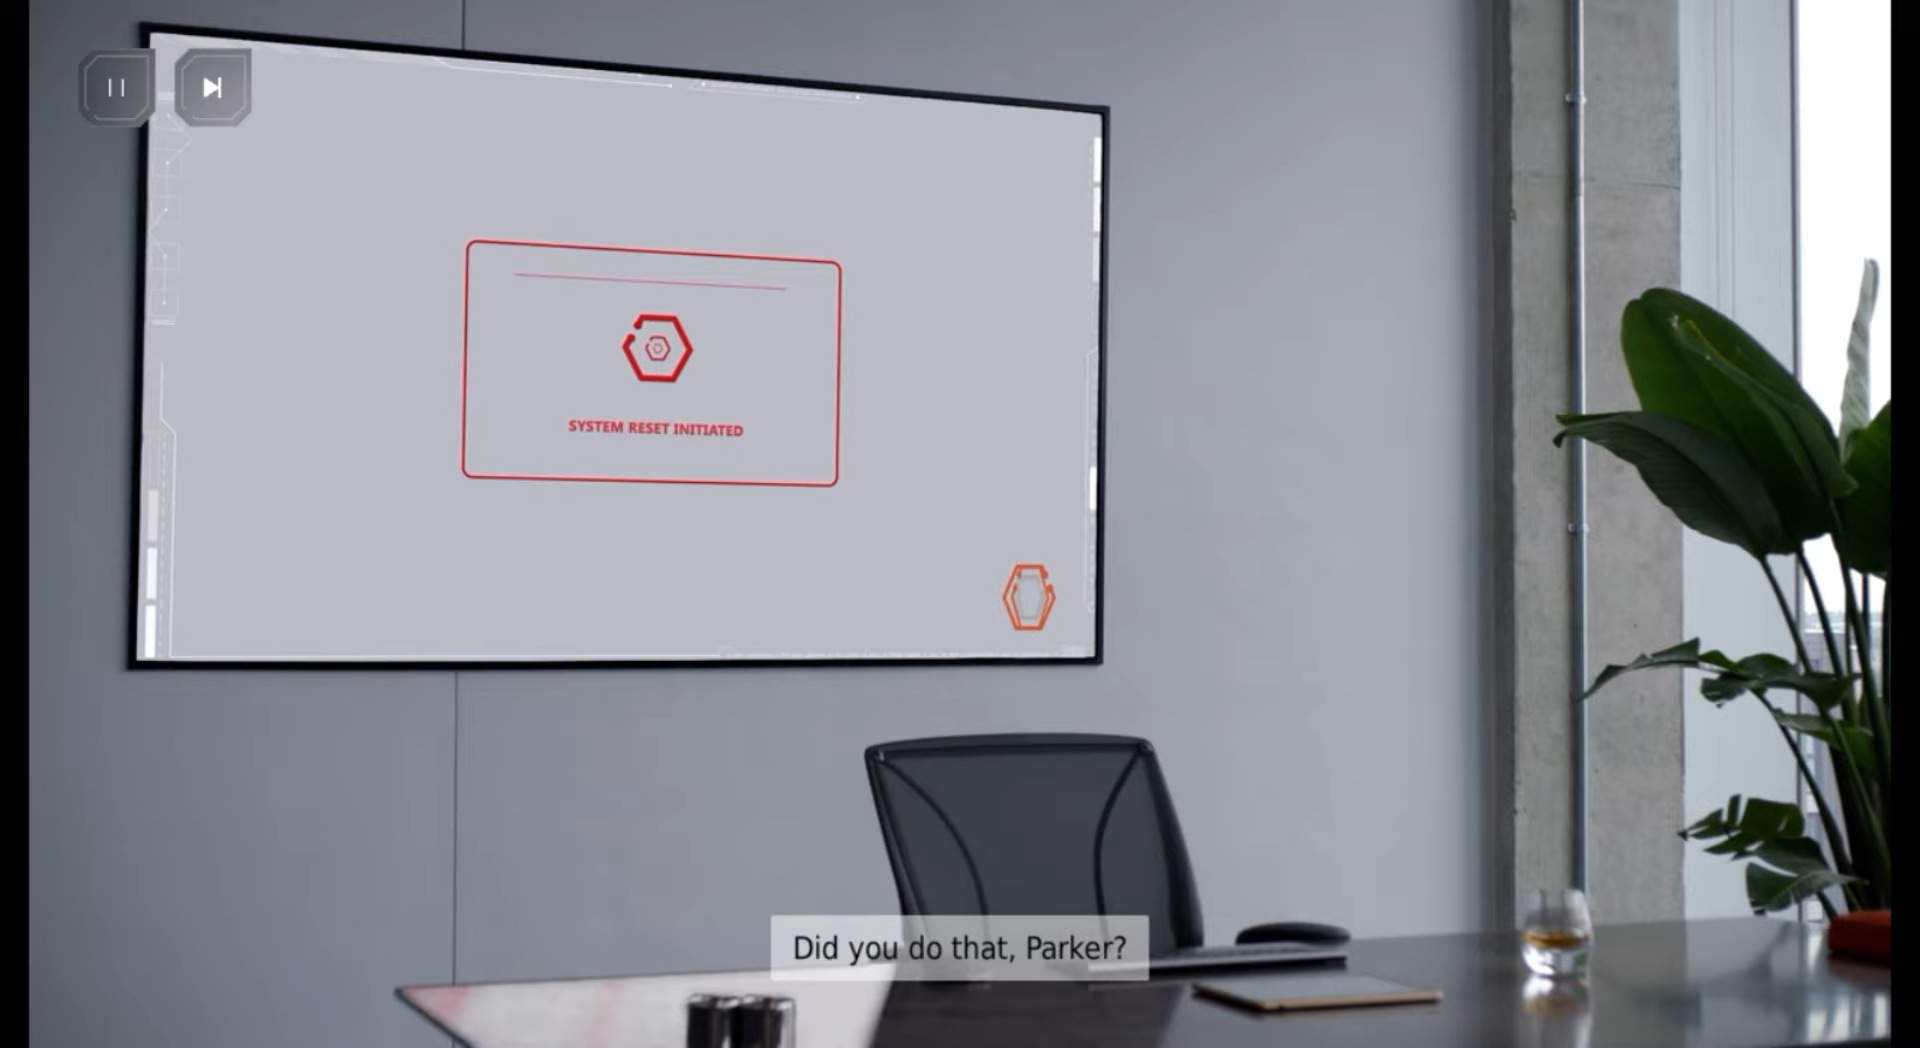 SYSTEM RESET INITIATED
Did you do that, Parker?